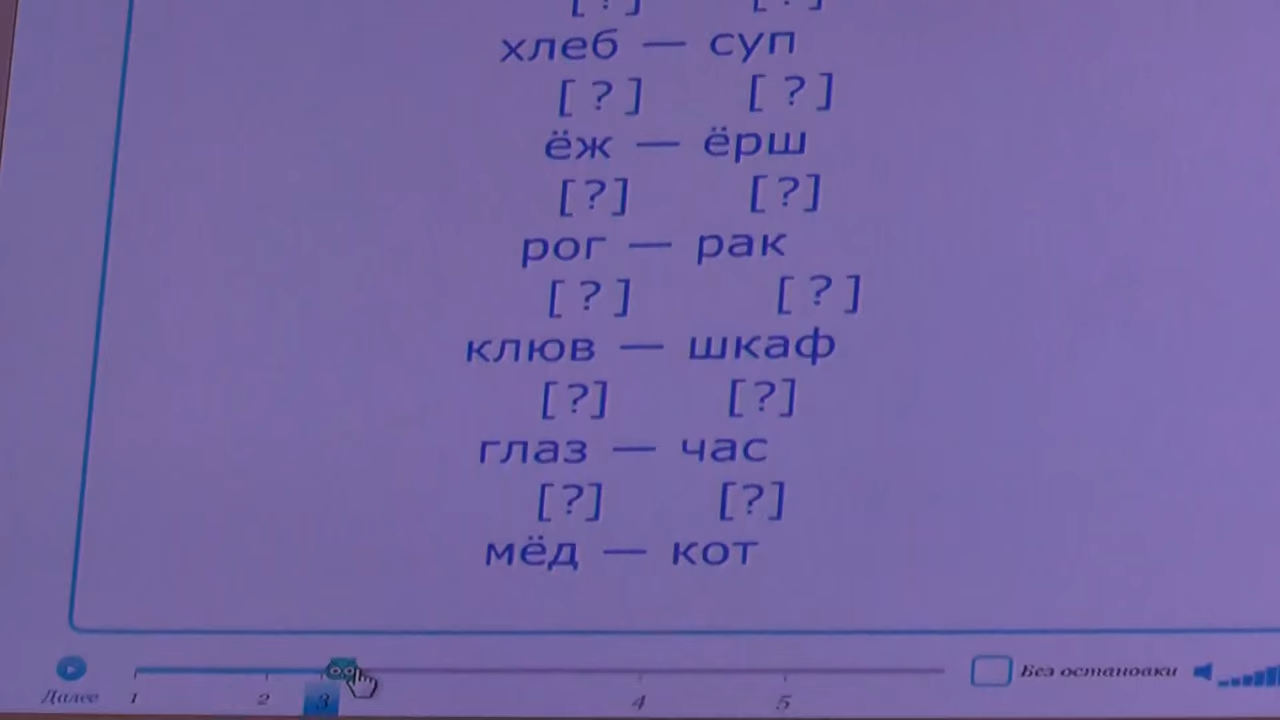 [?] [?]
хлеб — суп
[?] [?]
ёж — ёрш
[?] [?]
рог — рак
[?] [?]
клюв — шкаф
[?] [?]
глаз — час
[?] [?]
мёд — кот
Далее 1 2 3 4 5 Без остановки